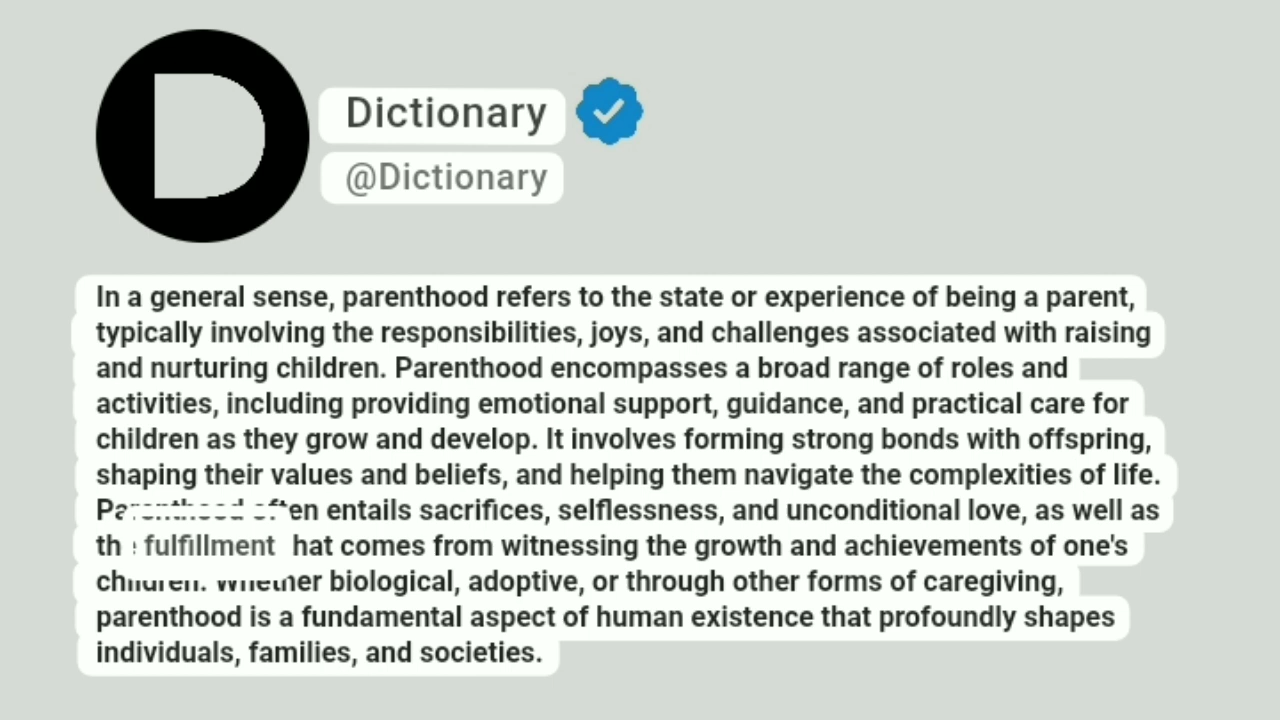 D
Dictionary
@Dictionary
In a general sense, parenthood refers to the state or experience of being a parent,
typically involving the responsibilities, joys, and challenges associated with raising
and nurturing children. Parenthood encompasses a broad range of roles and
activities, including providing emotional support, guidance, and practical care for
children as they grow and develop. It involves forming strong bonds with offspring,
shaping their values and beliefs, and helping them navigate the complexities of life.
Parenthood often entails sacrifices, selflessness, and unconditional love, as well as
fulfillment hat comes from witnessing the growth and achievements of one's
children. Whether biological, adoptive, or through other forms of caregiving,
parenthood is a fundamental aspect of human existence that profoundly shapes
individuals, families, and societies.